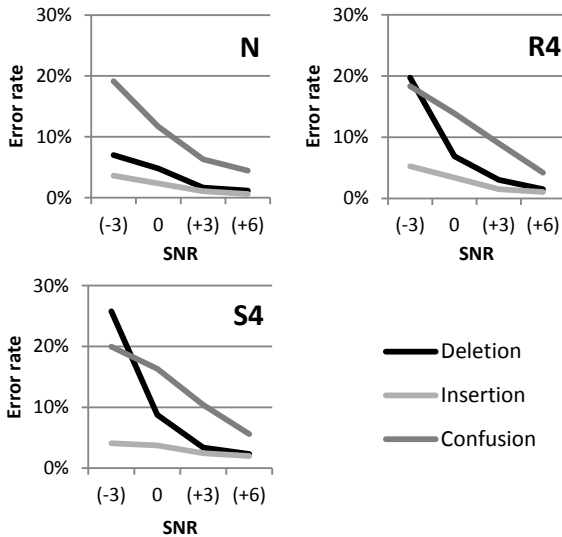 30%
20%
10%
0%
Error rate
N
(-3) 0 (+3) (+6)
SNR
30%
20%
10%
0%
Error rate
R4
(-3) 0 (+3) (+6)
SNR
30%
20%
10%
0%
Error rate
S4
(-3) 0 (+3) (+6)
SNR
Deletion
Insertion
Confusion